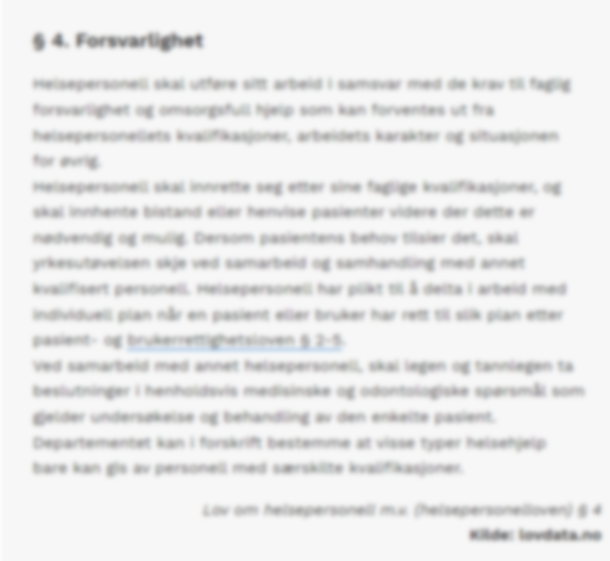 § 4. Forsvarlighet
Helsepersonell skal utføre sitt arbeid i samsvar med de krav til faglig
forsvarlighet og omsorgsfull hjelp som kan forventes ut fra
helsepersonellets kvalifikasjoner, arbeidets karakter og situasjonen
for øvrig.
Helsepersonell skal innrette seg etter sine faglige kvalifikasjoner, og
skal innhente bistand eller henvise pasienter videre der dette er
nødvendig og mulig. Dersom pasientens behov tilsier det, skal
yrkesutøvelsen skje ved samarbeid og samhandling med annet
kvalifisert personell. Helsepersonell har plikt til å delta i arbeid med
individuell plan når en pasient eller bruker har rett til slik plan etter
pasient- og brukerrettighetsloven § 2-5.
Ved samarbeid med annet helsepersonell, skal legen og tannlegen ta
beslutninger i henholdsvis medisinske og odontologiske spørsmål som
gjelder undersøkelse og behandling av den enkelte pasient.
Departementet kan i forskrift bestemme at visse typer helsehjelp
bare kan gis av personell med særskilte kvalifikasjoner.
Lov om helsepersonell m.v. (helsepersonelloven) § 4
Kilde: lovdata.no